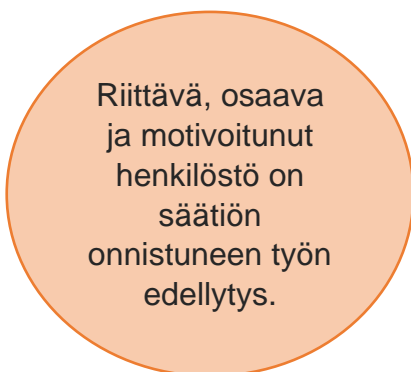 Riittävä, osaava
ja motivoitunut
henkilöstö on
säätiön
onnistuneen työn
edellytys.